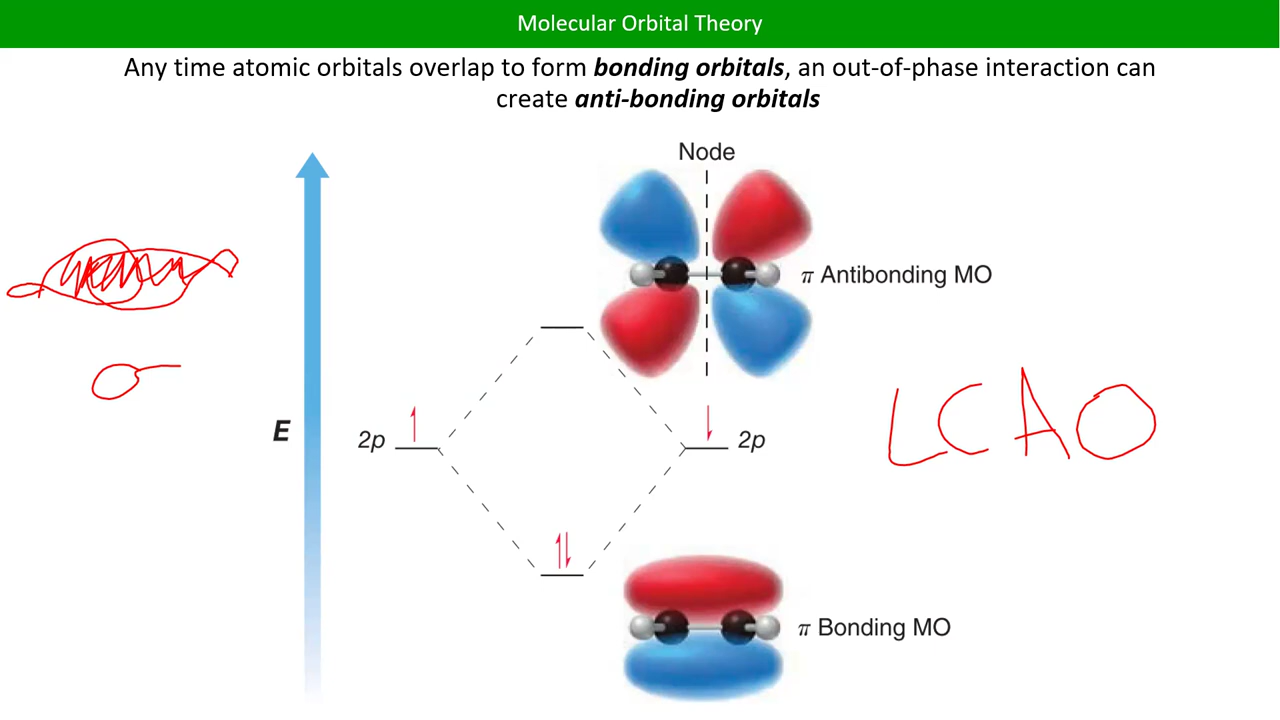 Molecular Orbital Theory
Any time atomic orbitals overlap to form bonding orbitals, an out-of-phase interaction can
create anti-bonding orbitals
Node
π Antibonding MO
σ
LCAO
E
2p
2p
π Bonding MO